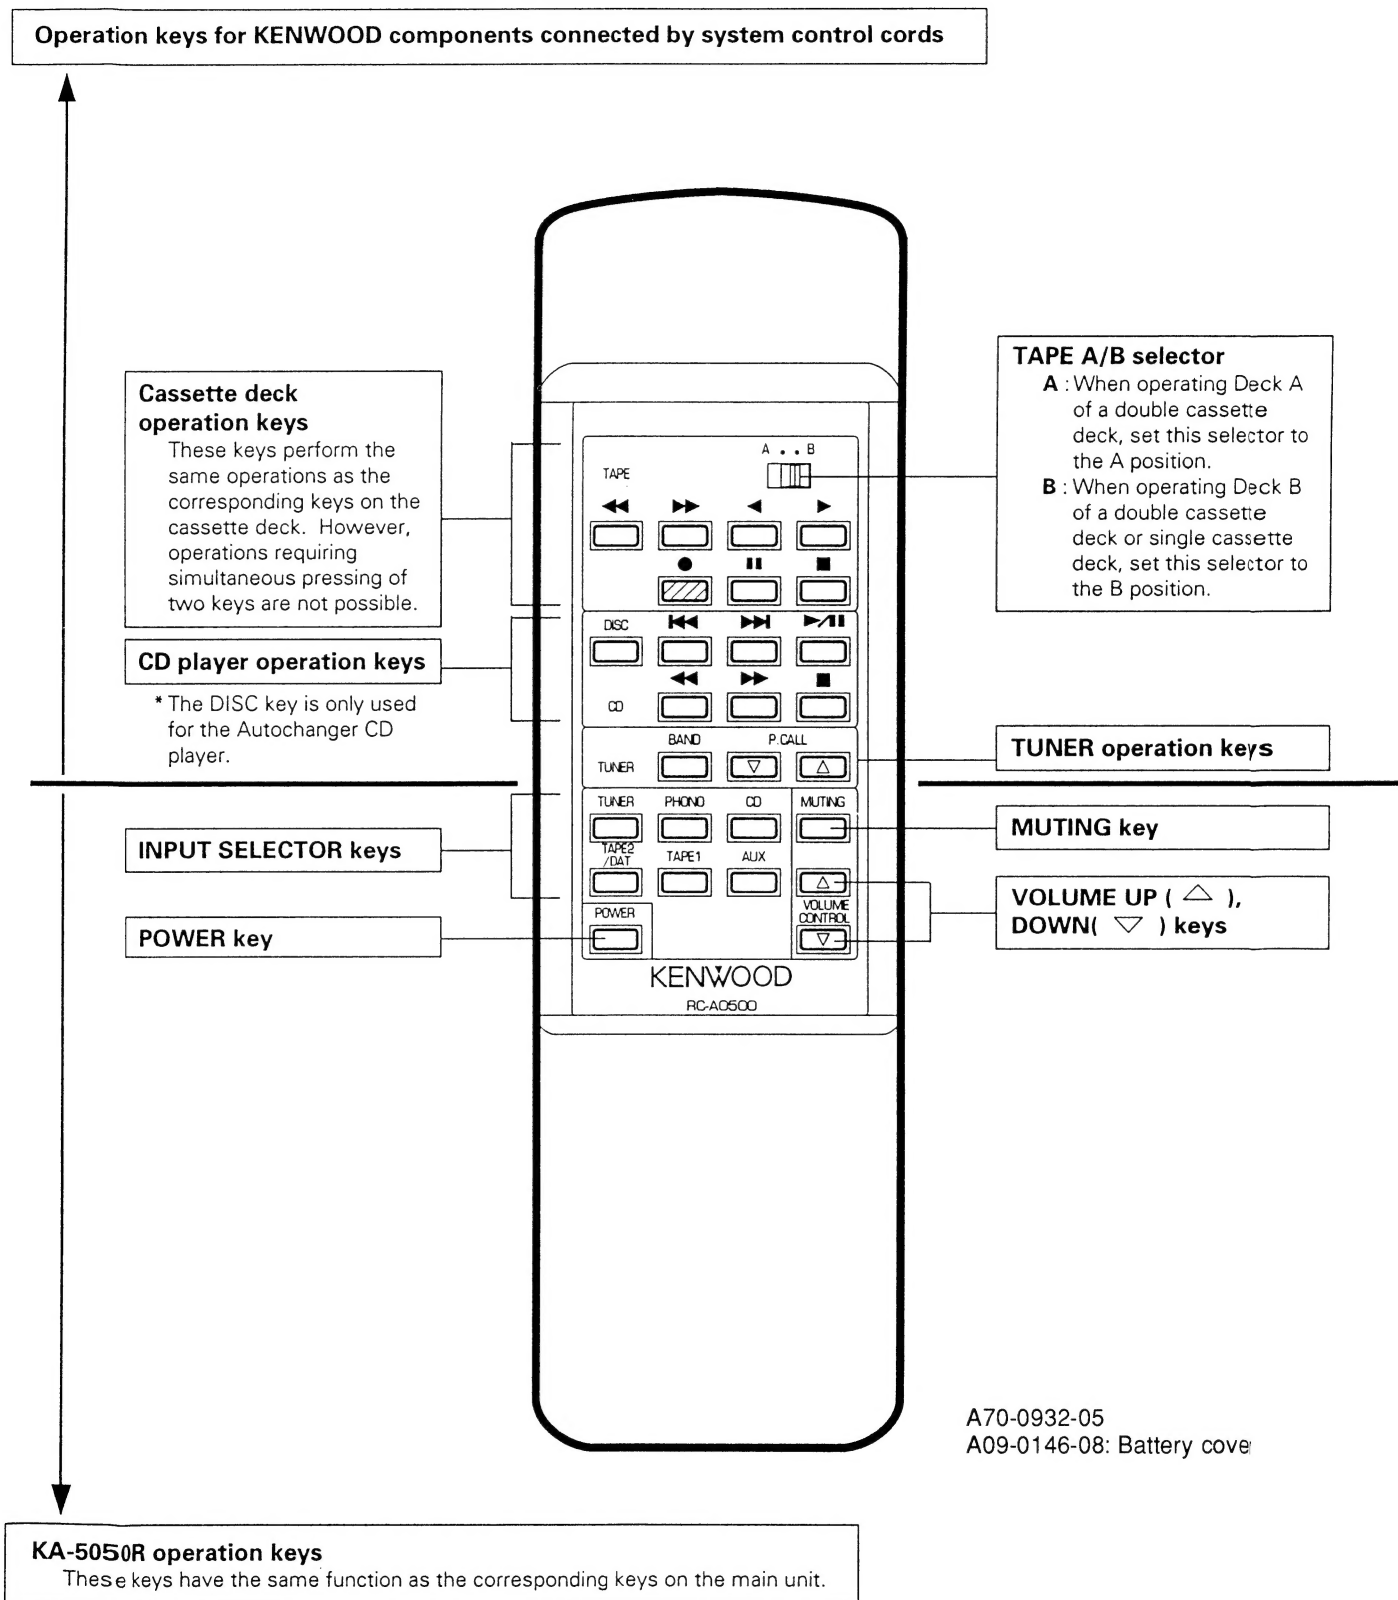 Operation keys for KENWOOD components connected by system control cords
Cassette deck
operation keys
These keys perform the
same operations as the
corresponding keys on the
cassette deck. However,
operations requiring
simultaneous pressing of
two keys are not possible.
CD player operation keys
* The DISC key is only used
for the Autochanger CD
player.
INPUT SELECTOR keys
POWER key
A • • B
TAPE
◀◀ ▶▶ ◀ ▶
● ▮▮ ■
DISC |◀◀ ▶▶| ▶/▮▮
◀◀ ▶▶ ■
CD
BAND P.CALL
TUNER ▽ △
TUNER PHONO CD MUTING
TAPE2
/DAT TAPE1 AUX
△
POWER VOLUME
CONTROL
▽
KENWOOD
RC-A0500
TAPE A/B selector
A : When operating Deck A
of a double cassette
deck, set this selector to
the A position.
B : When operating Deck B
of a double cassette
deck or single cassette
deck, set this selector to
the B position.
TUNER operation keys
MUTING key
VOLUME UP ( △ ),
DOWN( ▽ ) keys
A70-0932-05
A09-0146-08: Battery cover
KA-5050R operation keys
These keys have the same function as the corresponding keys on the main unit.